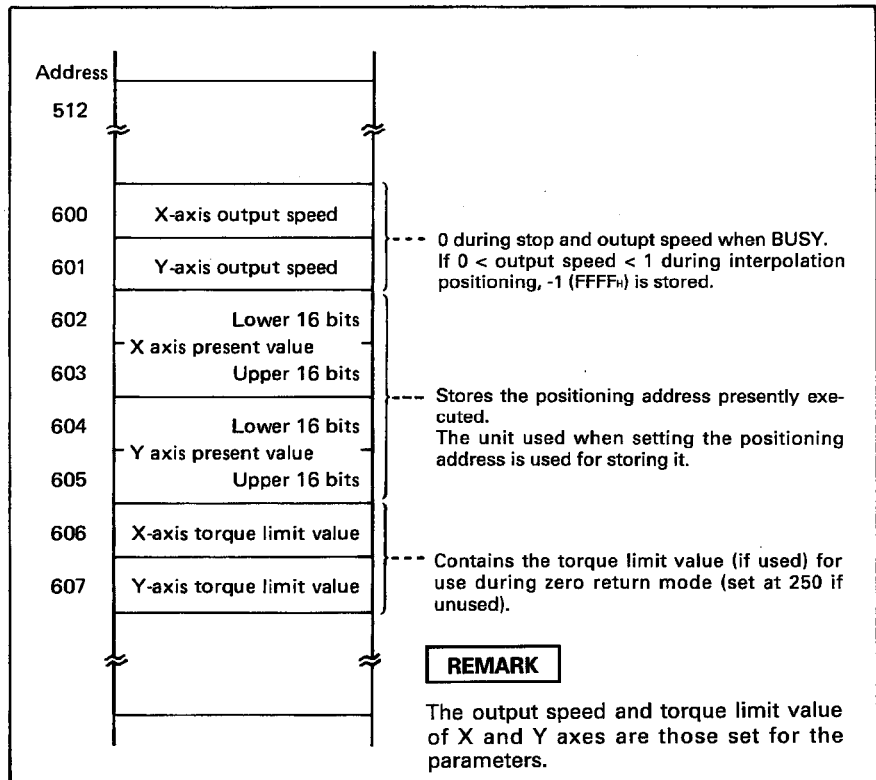 Address
512
600 X-axis output speed
601 Y-axis output speed
0 during stop and outupt speed when BUSY.
If 0 < output speed < 1 during interpolation
positioning, -1 (FFFFH) is stored.
602 Lower 16 bits
X axis present value
603 Upper 16 bits
604 Lower 16 bits
Y axis present value
605 Upper 16 bits
Stores the positioning address presently exe-
cuted.
The unit used when setting the positioning
address is used for storing it.
606 X-axis torque limit value
607 Y-axis torque limit value
Contains the torque limit value (if used) for
use during zero return mode (set at 250 if
unused).
REMARK
The output speed and torque limit value
of X and Y axes are those set for the
parameters.